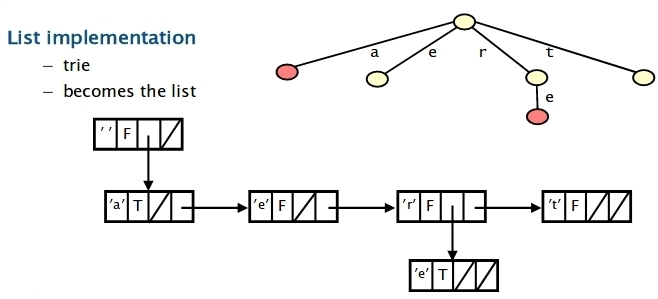 List implementation
– trie
– becomes the list
a e r t
e
' ' F
'a' T
'e' F
'r' F
't' F
'e' T